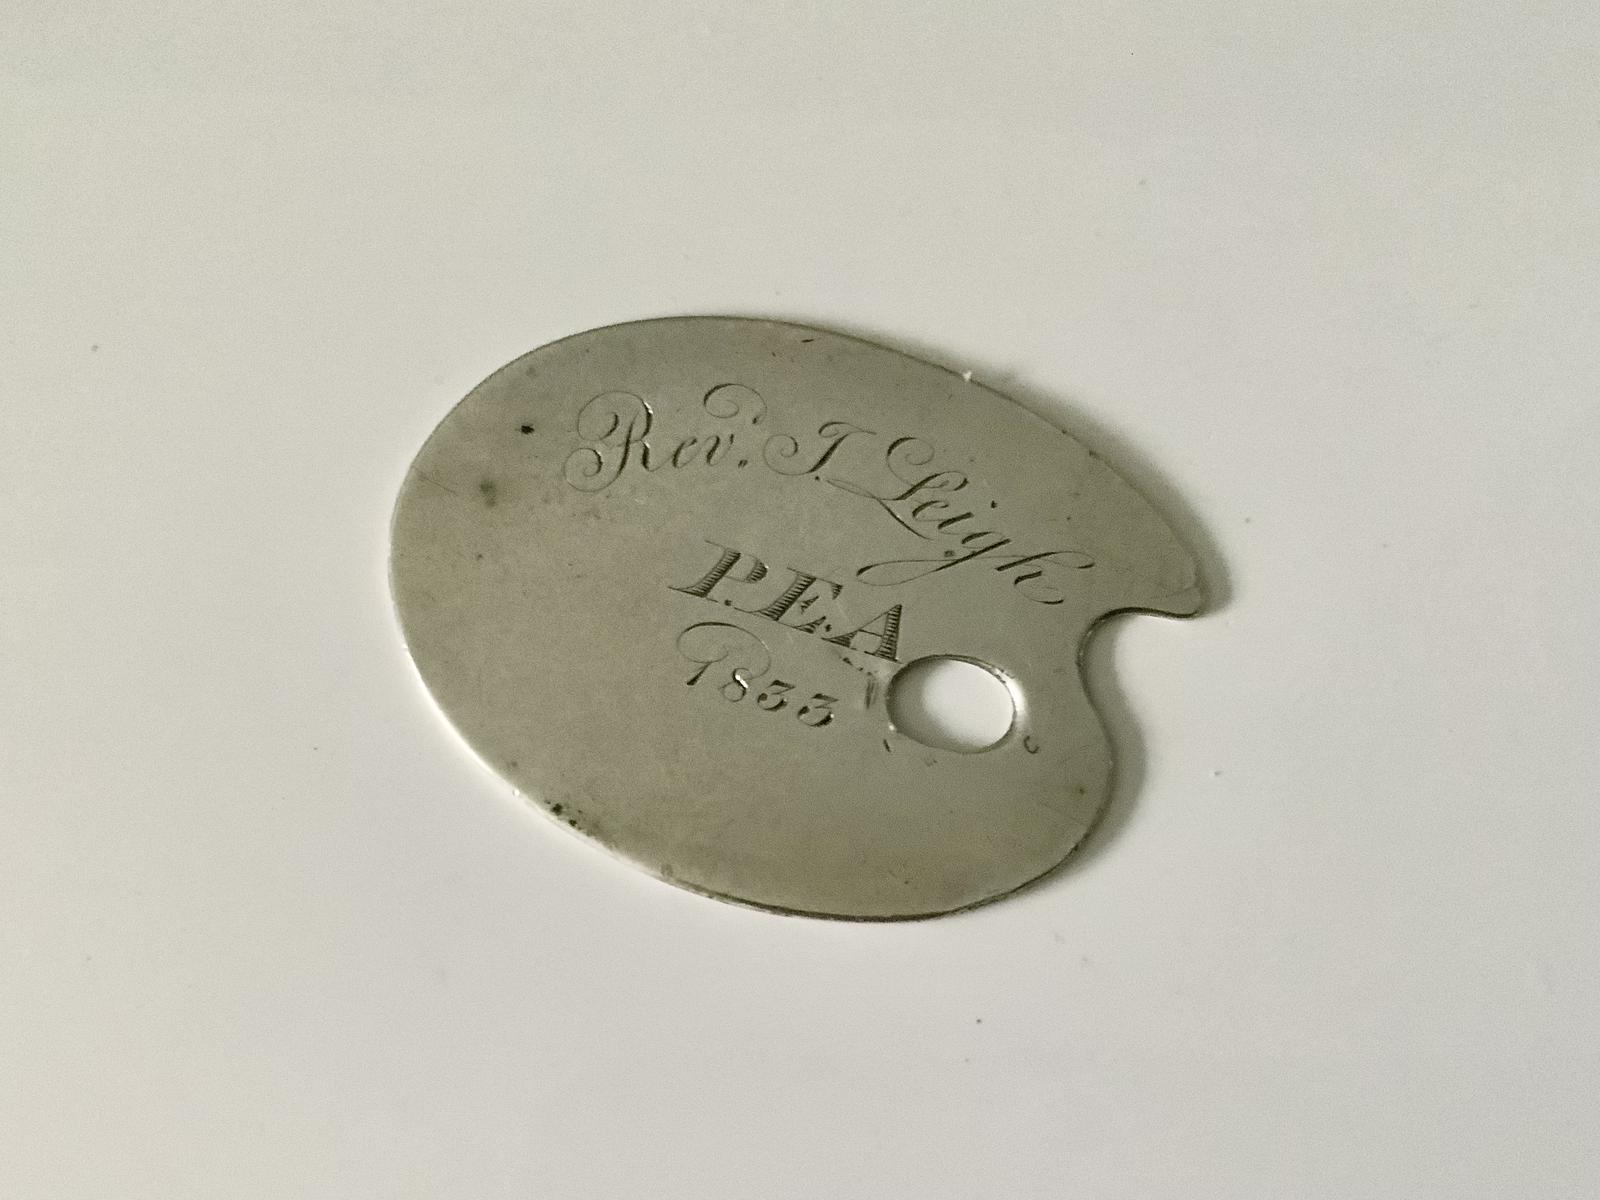 Rev. J. Leigh
P.E.A
1833